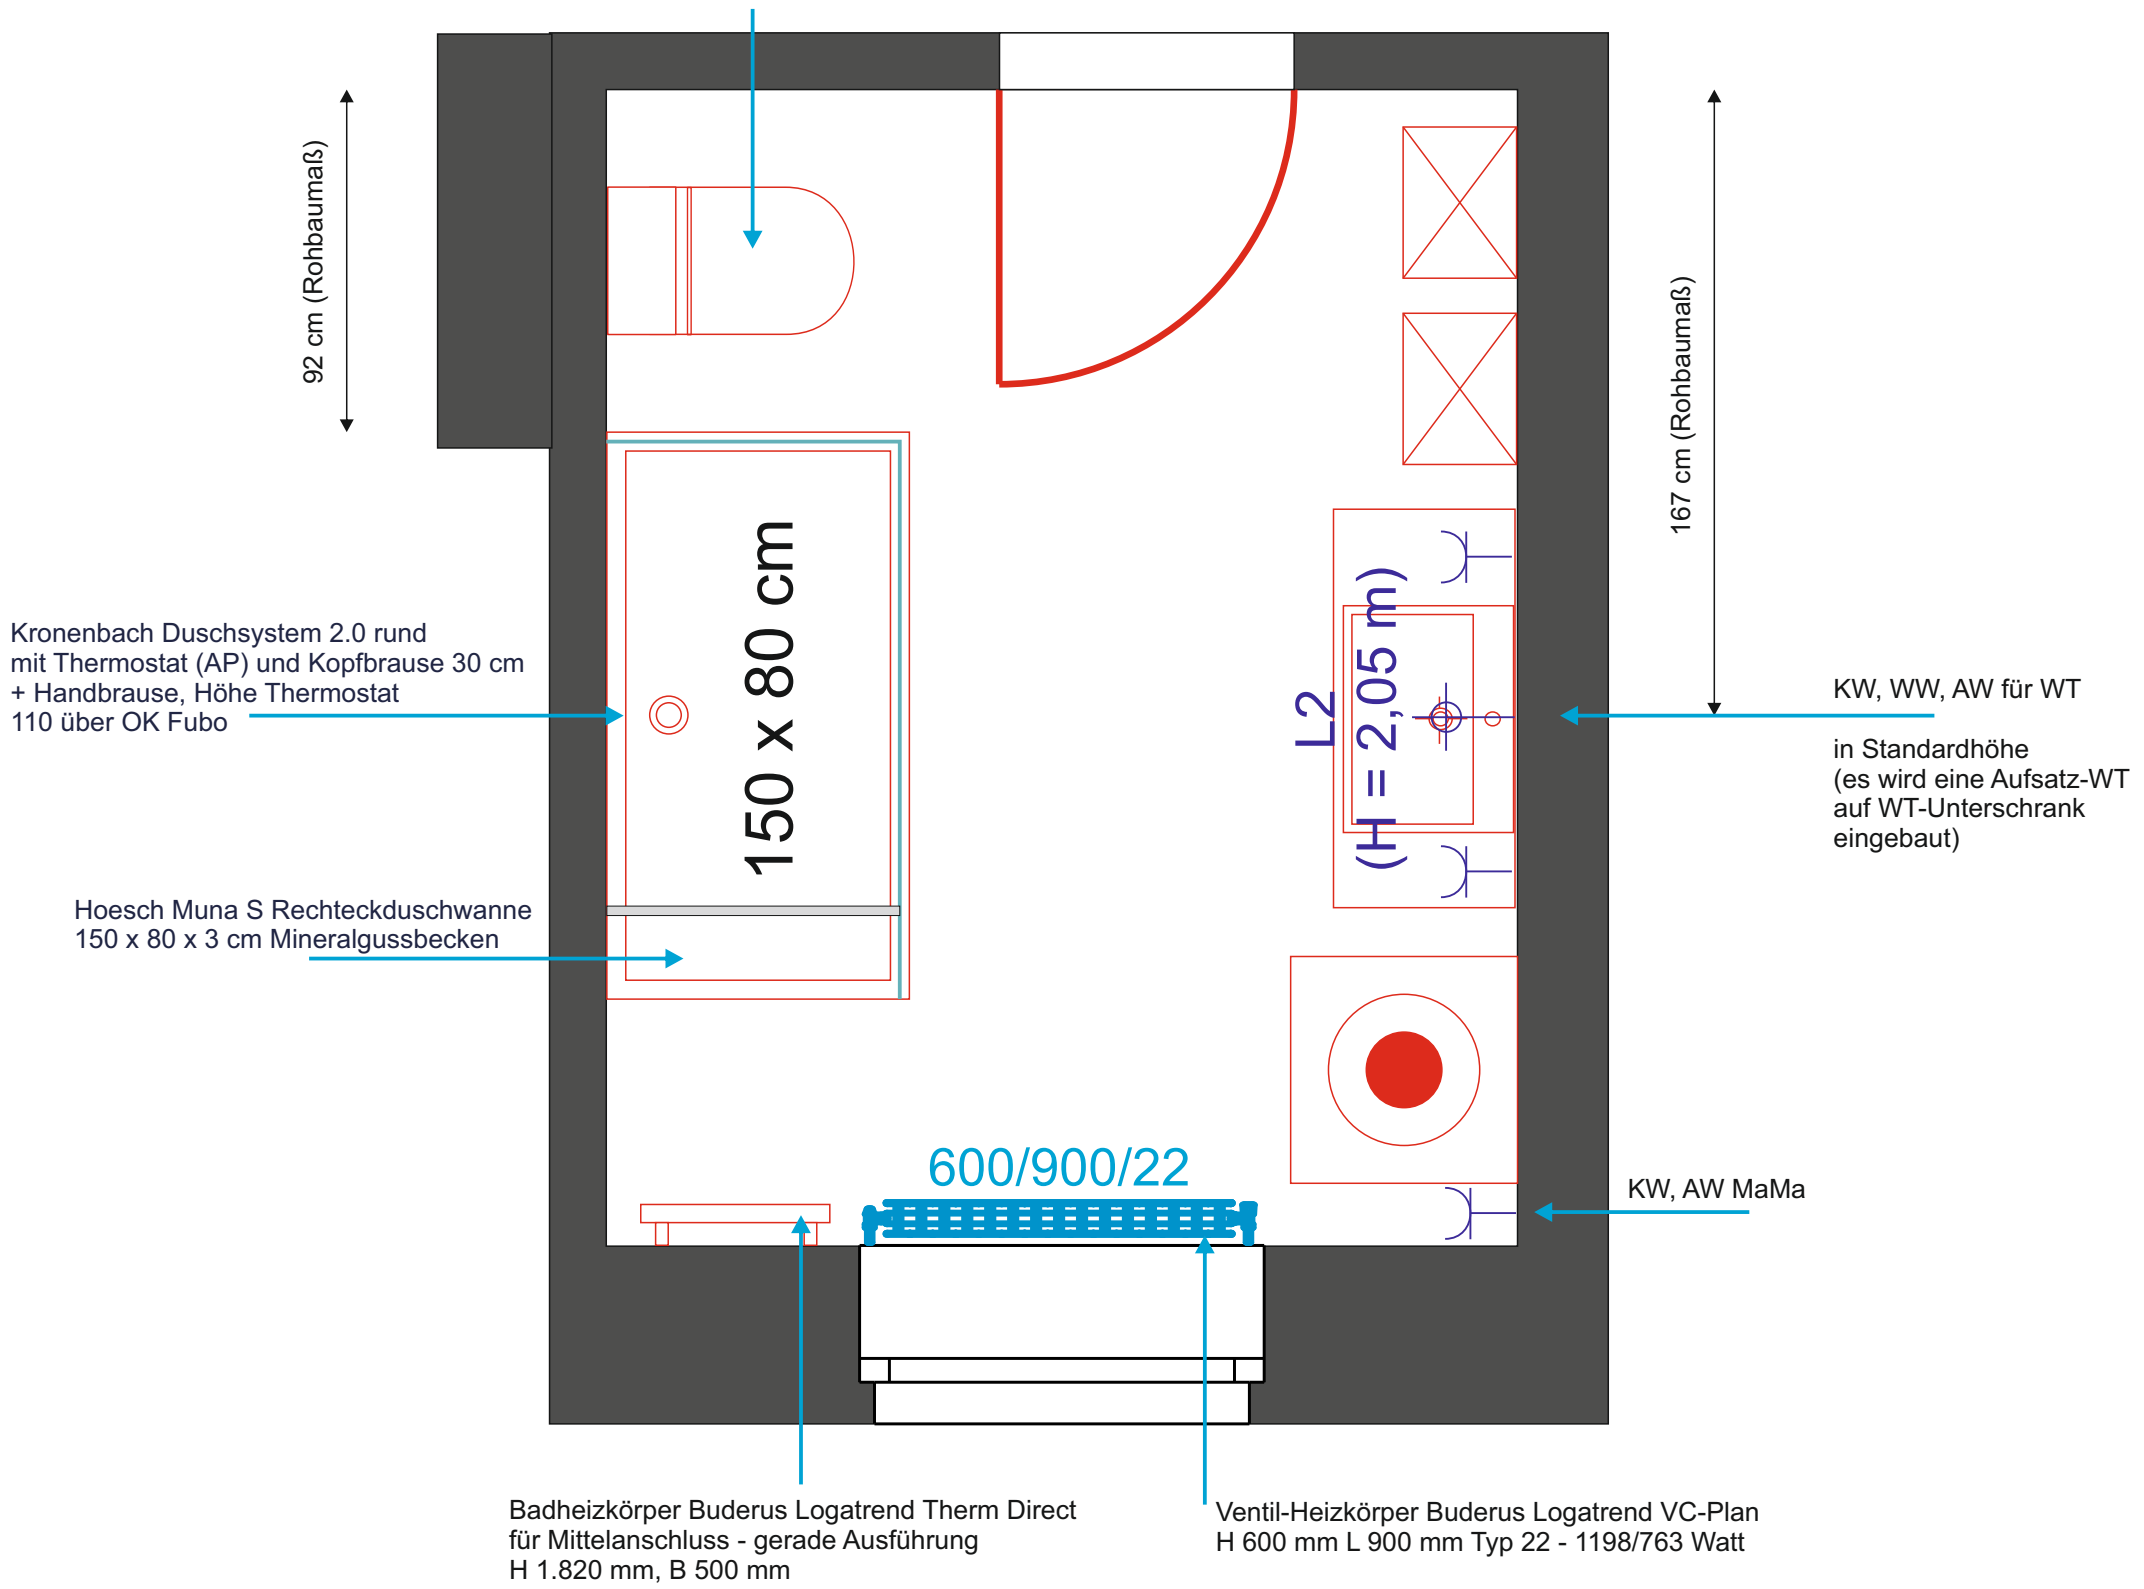 92 cm (Rohbaumaß)
167 cm (Rohbaumaß)
150 x 80 cm
L2
(H = 2,05 m)
Kronenbach Duschsystem 2.0 rund
mit Thermostat (AP) und Kopfbrause 30 cm
+ Handbrause, Höhe Thermostat
110 über OK Fubo
KW, WW, AW für WT
in Standardhöhe
(es wird eine Aufsatz-WT
auf WT-Unterschrank
eingebaut)
Hoesch Muna S Rechteckduschwanne
150 x 80 x 3 cm Mineralgussbecken
600/900/22
KW, AW MaMa
Badheizkörper Buderus Logatrend Therm Direct
für Mittelanschluss - gerade Ausführung
H 1.820 mm, B 500 mm
Ventil-Heizkörper Buderus Logatrend VC-Plan
H 600 mm L 900 mm Typ 22 - 1198/763 Watt